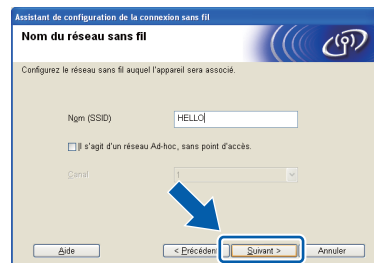 Assistant de configuration de la connexion sans fil
Nom du réseau sans fil
Configurez le réseau sans fil auquel l'appareil sera associé.
Nom (SSID) HELLO
Il s'agit d'un réseau Ad-hoc, sans point d'accès.
Canal 1
Aide < Précédent Suivant > Annuler